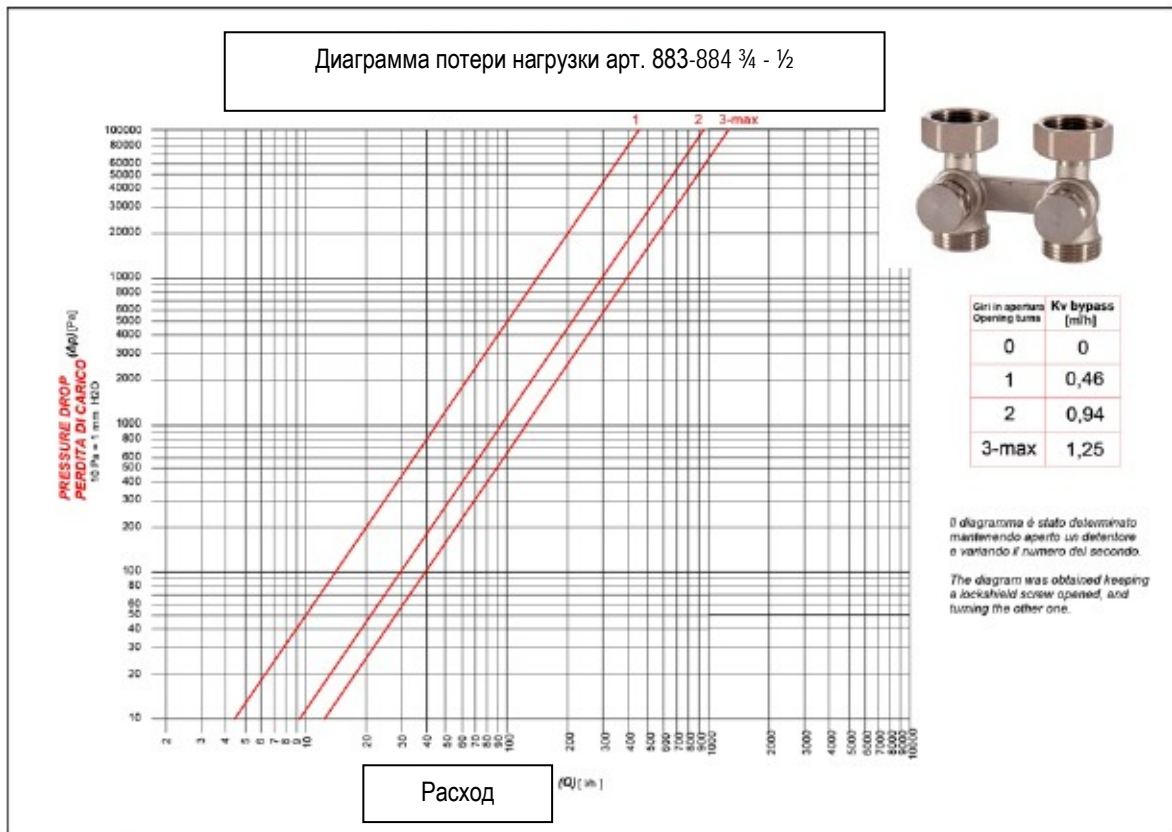 Диаграмма потери нагрузки арт. 883-884 ¾ - ½
1 2 3-max
100000
80000
60000
50000
40000
30000
20000
10000
8000
6000
5000
4000
3000
2000
1000
800
600
500
400
300
200
100
80
60
50
40
30
20
10
PRESSURE DROP
PERDITA DI CARICO (Δp) [Pa]
10 Pa = 1 mm H2O
2 3 4 5 6 7 8 9 10 20 30 40 50 60 70 80 90 100 200 300 400 500 600 700 800 900 1000 2000 3000 4000 5000 6000 7000 8000 9000 10000
(Q) [l/h]
Расход
Giri in apertura Kv bypass
Opening turns [m³/h]
0 0
1 0,46
2 0,94
3-max 1,25
Il diagramma è stato determinato
mantenendo aperto un detentore
e variando il numero del secondo.
The diagram was obtained keeping
a lockshield screw opened, and
turning the other one.